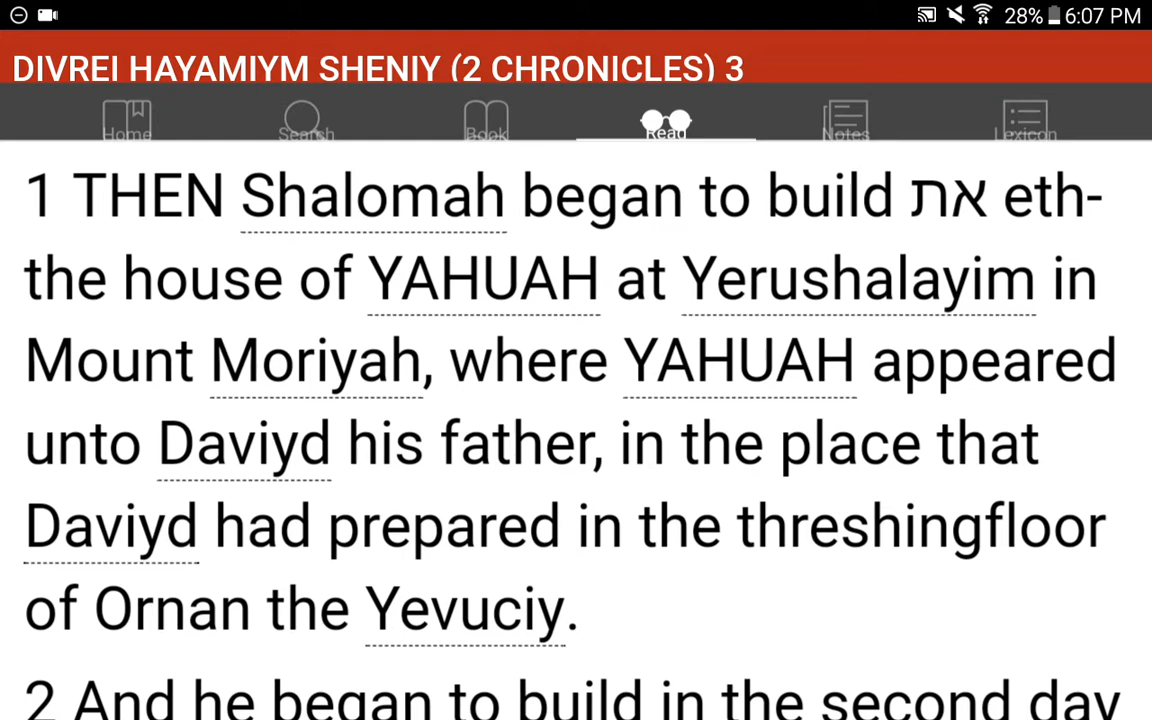 28% 6:07 PM
DIVREI HAYAMIYM SHENIY (2 CHRONICLES) 3
Home Search Book Read Notes Lexicon
1 THEN Shalomah began to build את eth-
the house of YAHUAH at Yerushalayim in
Mount Moriyah, where YAHUAH appeared
unto Daviyd his father, in the place that
Daviyd had prepared in the threshingfloor
of Ornan the Yevuciy.
2 And he began to build in the second day